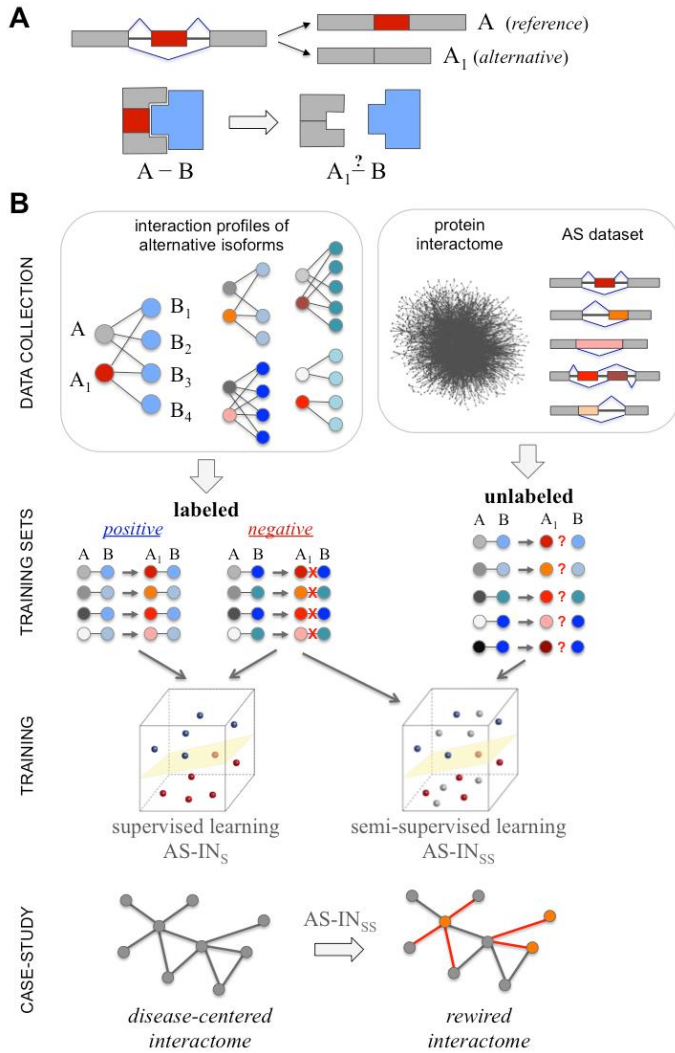 A
A (reference)
A1 (alternative)
A – B
A1 ? – B
B
DATA COLLECTION
interaction profiles of
alternative isoforms
A
A1
B1
B2
B3
B4
protein
interactome
AS dataset
TRAINING SETS
labeled
positive
negative
A B A1 B
A B A1 B
X
X
X
X
unlabeled
A B A1 B
?
?
?
?
?
TRAINING
supervised learning
AS-INS
semi-supervised learning
AS-INSS
CASE-STUDY
AS-INSS
disease-centered
interactome
rewired
interactome